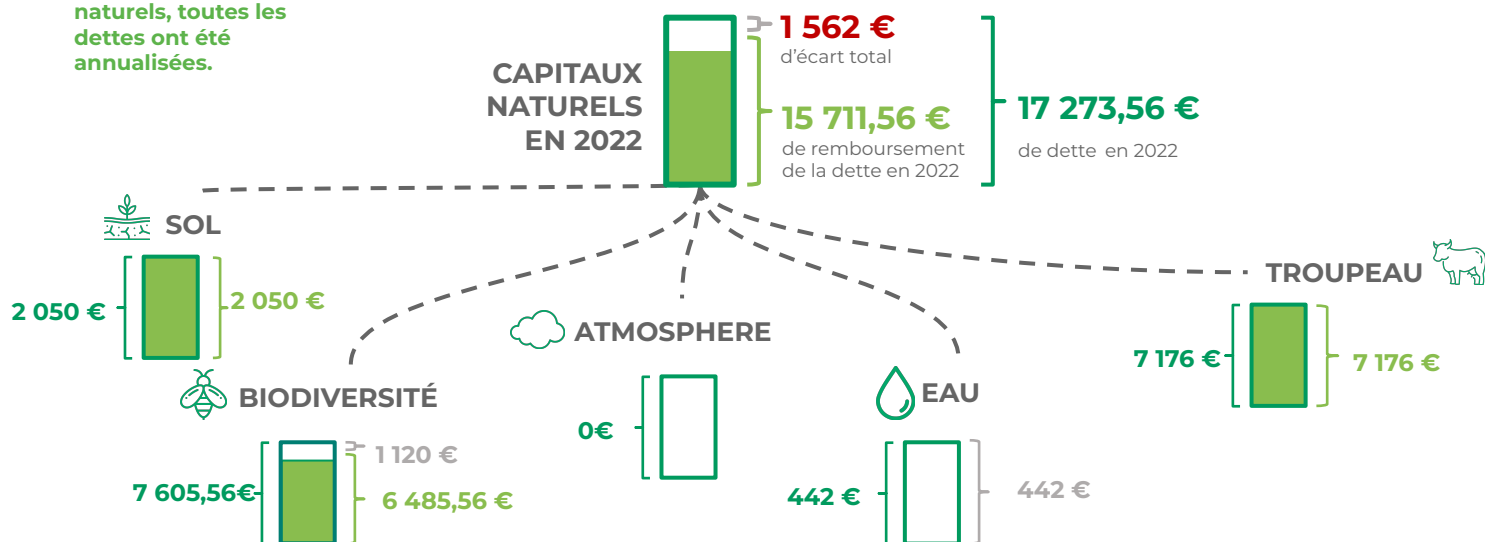 naturels, toutes les
dettes ont été
annualisées.
CAPITAUX
NATURELS
EN 2022
1 562 €
d'écart total
15 711,56 €
de remboursement
de la dette en 2022
17 273,56 €
de dette en 2022
SOL
2 050 €
2 050 €
BIODIVERSITÉ
7 605,56€
1 120 €
6 485,56 €
ATMOSPHERE
0€
EAU
442 €
442 €
TROUPEAU
7 176 €
7 176 €